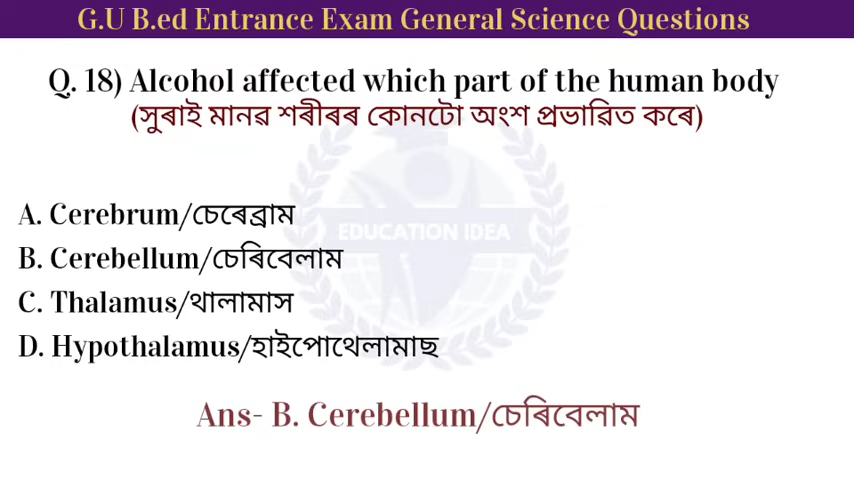 G.U B.ed Entrance Exam General Science Questions
Q. 18) Alcohol affected which part of the human body
(সুৰাই মানৱ শৰীৰৰ কোনটো অংশ প্ৰভাৱিত কৰে)
EDUCATION IDEA
A. Cerebrum/চেৰেব্ৰাম
B. Cerebellum/চেৰিবেলাম
C. Thalamus/থালামাস
D. Hypothalamus/হাইপোথেলামাছ
Ans- B. Cerebellum/চেৰিবেলাম